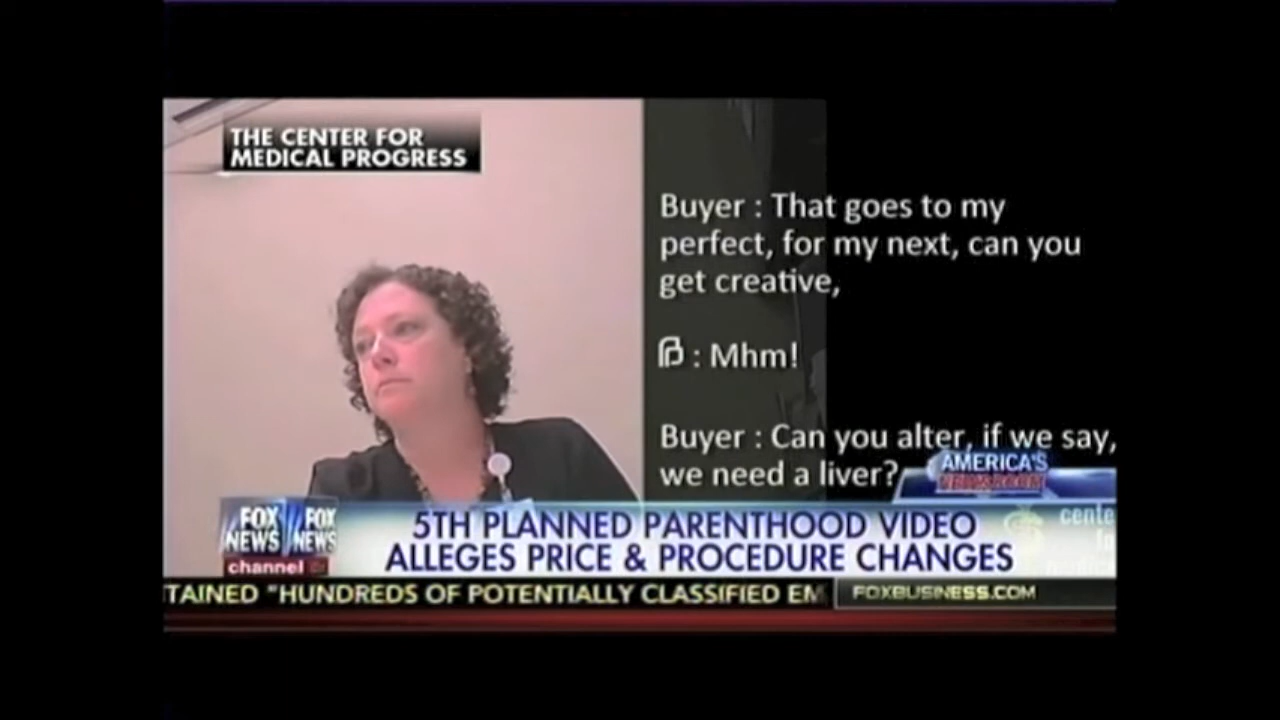 THE CENTER FOR
MEDICAL PROGRESS
Buyer : That goes to my
perfect, for my next, can you
get creative,
: Mhm!
Buyer : Can you alter, if we say,
we need a liver?
AMERICA'S
NEWSROOM
FOX NEWS FOX NEWS
channel
5TH PLANNED PARENTHOOD VIDEO
ALLEGES PRICE & PROCEDURE CHANGES
cente
TAINED "HUNDREDS OF POTENTIALLY CLASSIFIED EM
FOXBUSINESS.COM